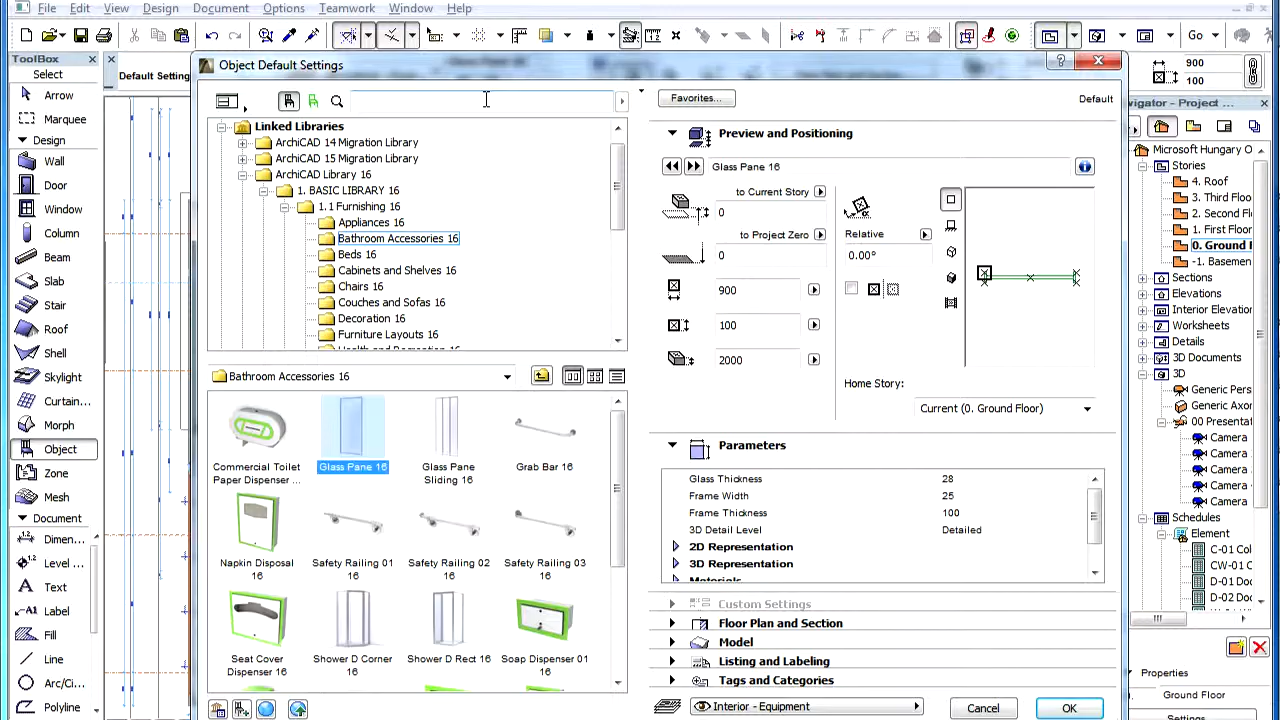 File Edit View Design Document Options Teamwork Window Help
ToolBox
Select
Arrow
Marquee
Design
Wall
Door
Window
Column
Beam
Slab
Stair
Roof
Shell
Skylight
Curtain...
Morph
Object
Zone
Mesh
Document
Dimen...
Level ...
Text
Label
Fill
Line
Arc/Ci...
Polyline
Default Setting
Object Default Settings
Linked Libraries
ArchiCAD 14 Migration Library
ArchiCAD 15 Migration Library
ArchiCAD Library 16
1. BASIC LIBRARY 16
1.1 Furnishing 16
Appliances 16
Bathroom Accessories 16
Beds 16
Cabinets and Shelves 16
Chairs 16
Couches and Sofas 16
Decoration 16
Furniture Layouts 16
Bathroom Accessories 16
Commercial Toilet Paper Dispenser ...
Glass Pane 16
Glass Pane Sliding 16
Grab Bar 16
Napkin Disposal 16
Safety Railing 01 16
Safety Railing 02 16
Safety Railing 03 16
Seat Cover Dispenser 16
Shower D Corner 16
Shower D Rect 16
Soap Dispenser 01 16
Favorites...
Default
Preview and Positioning
Glass Pane 16
to Current Story
0
to Project Zero
0
900
100
2000
Relative
0.00°
Home Story:
Current (0. Ground Floor)
Parameters
Glass Thickness 28
Frame Width 25
Frame Thickness 100
3D Detail Level Detailed
2D Representation
3D Representation
Materials
Custom Settings
Floor Plan and Section
Model
Listing and Labeling
Tags and Categories
Interior - Equipment
Cancel
OK
Go
900
100
vigator - Project ...
Microsoft Hungary O
Stories
4. Roof
3. Third Floor
2. Second Fl
1. First Floor
0. Ground F
-1. Basemen
Sections
Elevations
Interior Elevatio
Worksheets
Details
3D Documents
3D
Generic Pers
Generic Axon
00 Presentat
Camera
Camera
Camera
Camera
Camera
Schedules
Element
C-01 Col
CW-01 C
D-01 Doo
D-02 Doo
Properties
Ground Floor
Settings